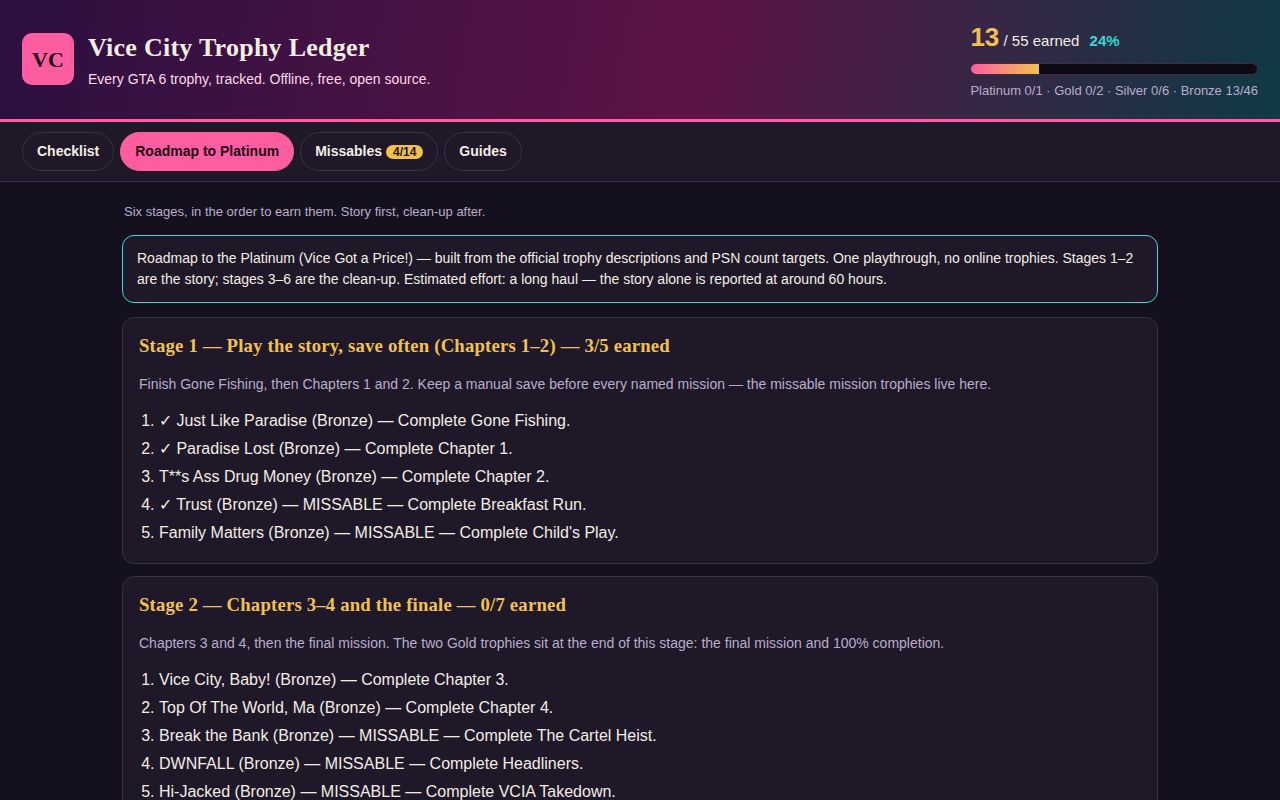 VC
Vice City Trophy Ledger
Every GTA 6 trophy, tracked. Offline, free, open source.
13 / 55 earned 24%
Platinum 0/1 · Gold 0/2 · Silver 0/6 · Bronze 13/46
Checklist
Roadmap to Platinum
Missables 4/14
Guides
Six stages, in the order to earn them. Story first, clean-up after.
Roadmap to the Platinum (Vice Got a Price!) — built from the official trophy descriptions and PSN count targets. One playthrough, no online trophies. Stages 1–2
are the story; stages 3–6 are the clean-up. Estimated effort: a long haul — the story alone is reported at around 60 hours.
Stage 1 — Play the story, save often (Chapters 1–2) — 3/5 earned
Finish Gone Fishing, then Chapters 1 and 2. Keep a manual save before every named mission — the missable mission trophies live here.
1. ✓ Just Like Paradise (Bronze) — Complete Gone Fishing.
2. ✓ Paradise Lost (Bronze) — Complete Chapter 1.
3. T**s Ass Drug Money (Bronze) — Complete Chapter 2.
4. ✓ Trust (Bronze) — MISSABLE — Complete Breakfast Run.
5. Family Matters (Bronze) — MISSABLE — Complete Child's Play.
Stage 2 — Chapters 3–4 and the finale — 0/7 earned
Chapters 3 and 4, then the final mission. The two Gold trophies sit at the end of this stage: the final mission and 100% completion.
1. Vice City, Baby! (Bronze) — Complete Chapter 3.
2. Top Of The World, Ma (Bronze) — Complete Chapter 4.
3. Break the Bank (Bronze) — MISSABLE — Complete The Cartel Heist.
4. DWNFALL (Bronze) — MISSABLE — Complete Headliners.
5. Hi-Jacked (Bronze) — MISSABLE — Complete VCIA Takedown.